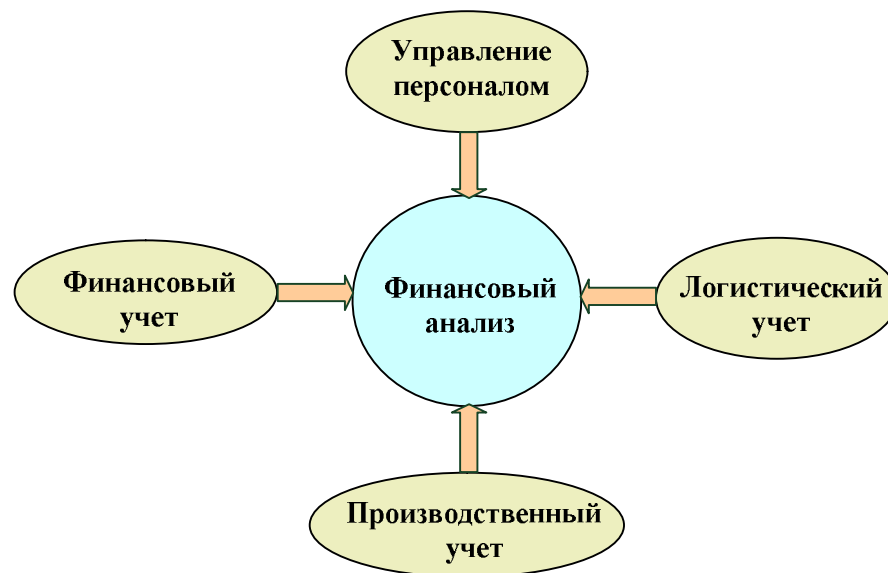 Управление
персоналом
Финансовый
учет
Финансовый
анализ
Логистический
учет
Производственный
учет